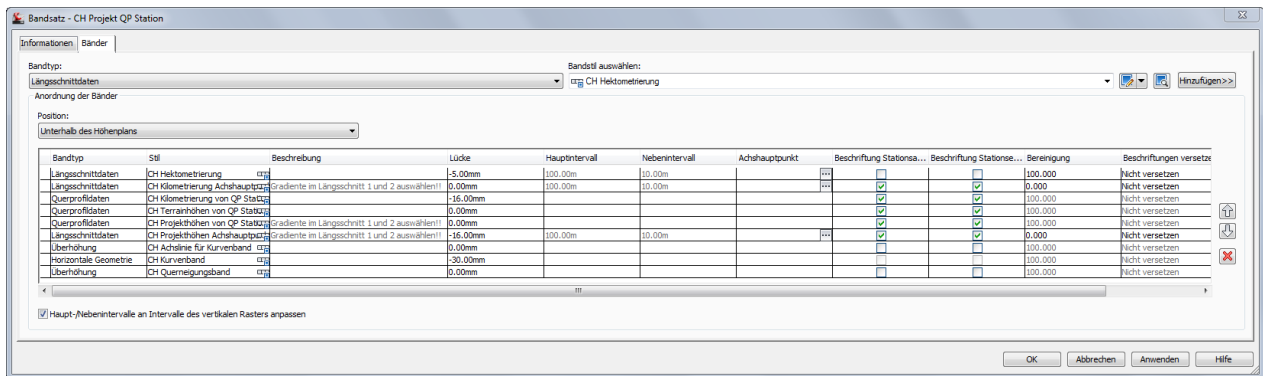 Bandsatz - CH Projekt QP Station
Informationen Bänder
Bandtyp: Bandstil auswählen:
Längsschnittdaten CH Hektometrierung Hinzufügen>>
Anordnung der Bänder
Position:
Unterhalb des Höhenplans
Bandtyp Stil Beschreibung Lücke Hauptintervall Nebenintervall Achshauptpunkt Beschriftung Stationsa... Beschriftung Stationse... Bereinigung Beschriftungen versetze
Längsschnittdaten CH Hektometrierung -5.00mm 100.00m 10.00m ... 100.000 Nicht versetzen
Längsschnittdaten CH Kilometrierung Achshauptpu Gradiente im Längsschnitt 1 und 2 auswählen!! 0.00mm 100.00m 10.00m ... 0.000 Nicht versetzen
Querprofildaten CH Kilometrierung von QP Statio -16.00mm 100.000 Nicht versetzen
Querprofildaten CH Terrainhöhen von QP Station 0.00mm 100.000 Nicht versetzen
Querprofildaten CH Projekthöhen von QP Statio Gradiente im Längsschnitt 1 und 2 auswählen!! 0.00mm 100.000 Nicht versetzen
Längsschnittdaten CH Projekthöhen Achshauptpu Gradiente im Längsschnitt 1 und 2 auswählen!! -16.00mm 100.00m 10.00m ... 0.000 Nicht versetzen
Überhöhung CH Achslinie für Kurvenband 0.00mm 100.000 Nicht versetzen
Horizontale Geometrie CH Kurvenband -30.00mm 100.000 Nicht versetzen
Überhöhung CH Querneigungsband 0.00mm 100.000 Nicht versetzen
Haupt-/Nebenintervalle an Intervalle des vertikalen Rasters anpassen
OK Abbrechen Anwenden Hilfe